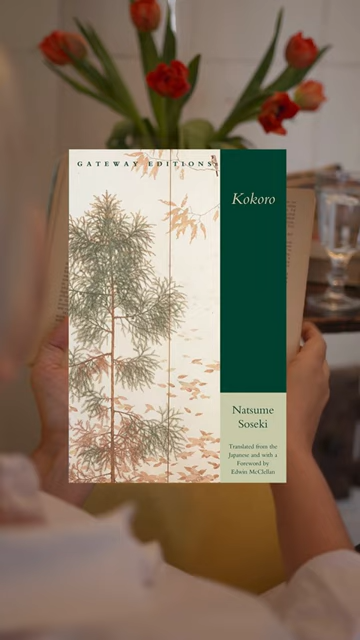 GATEWAY EDITIONS
Kokoro
Natsume
Soseki
Translated from the
Japanese and with a
Foreword by
Edwin McClellan